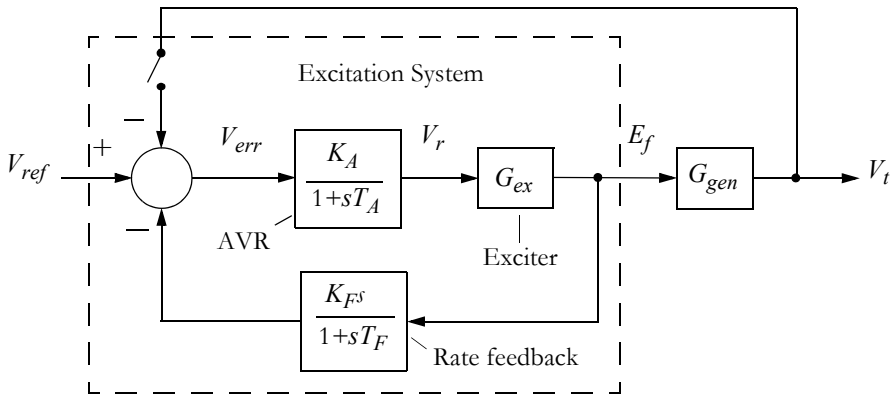 Excitation System
−
+
V_ref
V_err
K_A
1+sT_A
V_r
G_ex
E_f
G_gen
V_t
−
AVR
Exciter
K_F s
1+sT_F
Rate feedback